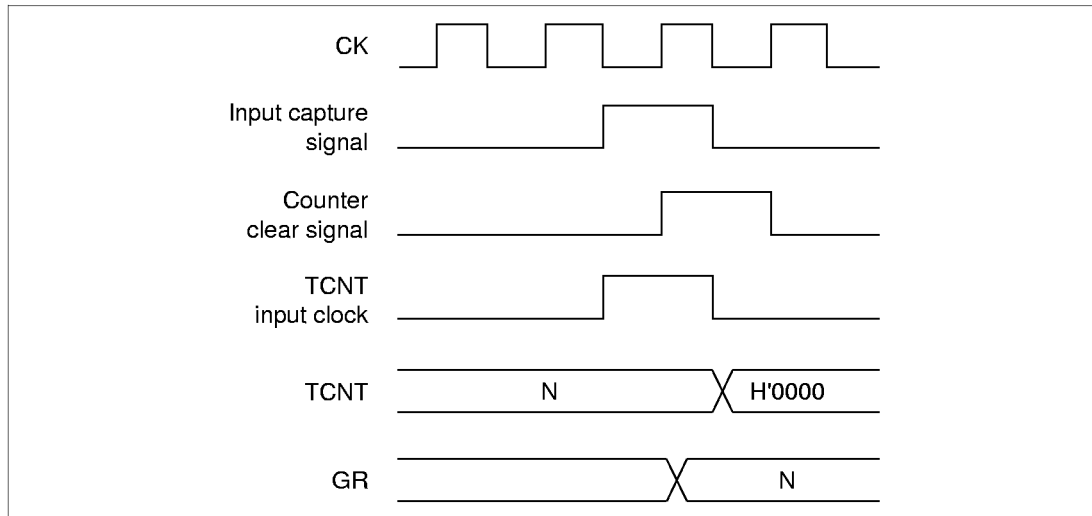 CK
Input capture
signal
Counter
clear signal
TCNT
input clock
TCNT
N
H'0000
GR
N